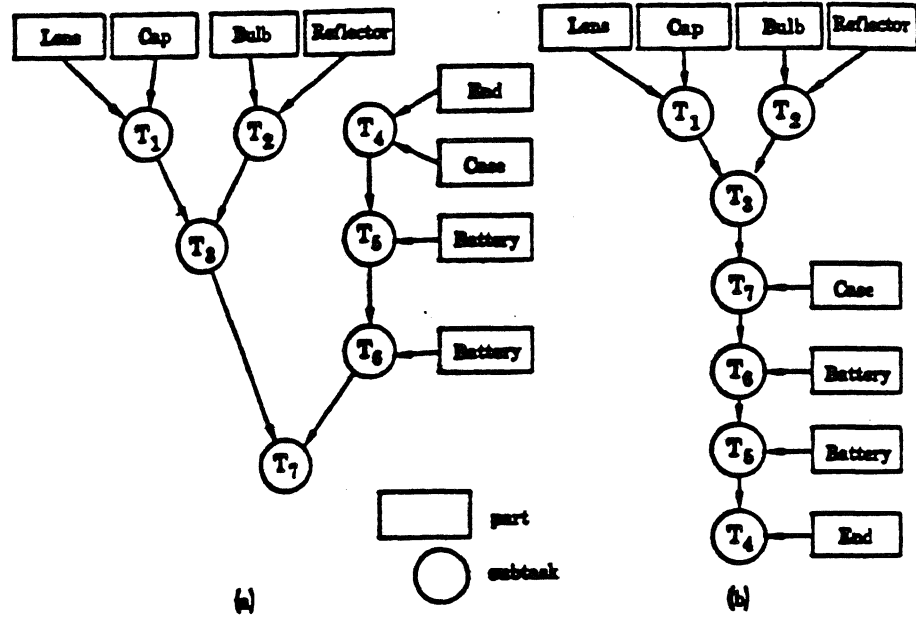 Lens Cap Bulb Reflector
T1 T2
T3
T4 End
Case
T5 Battery
T6 Battery
T7
part
subtask
(a)
Lens Cap Bulb Reflector
T1 T2
T3
T7 Case
T6 Battery
T5 Battery
T4 End
(b)